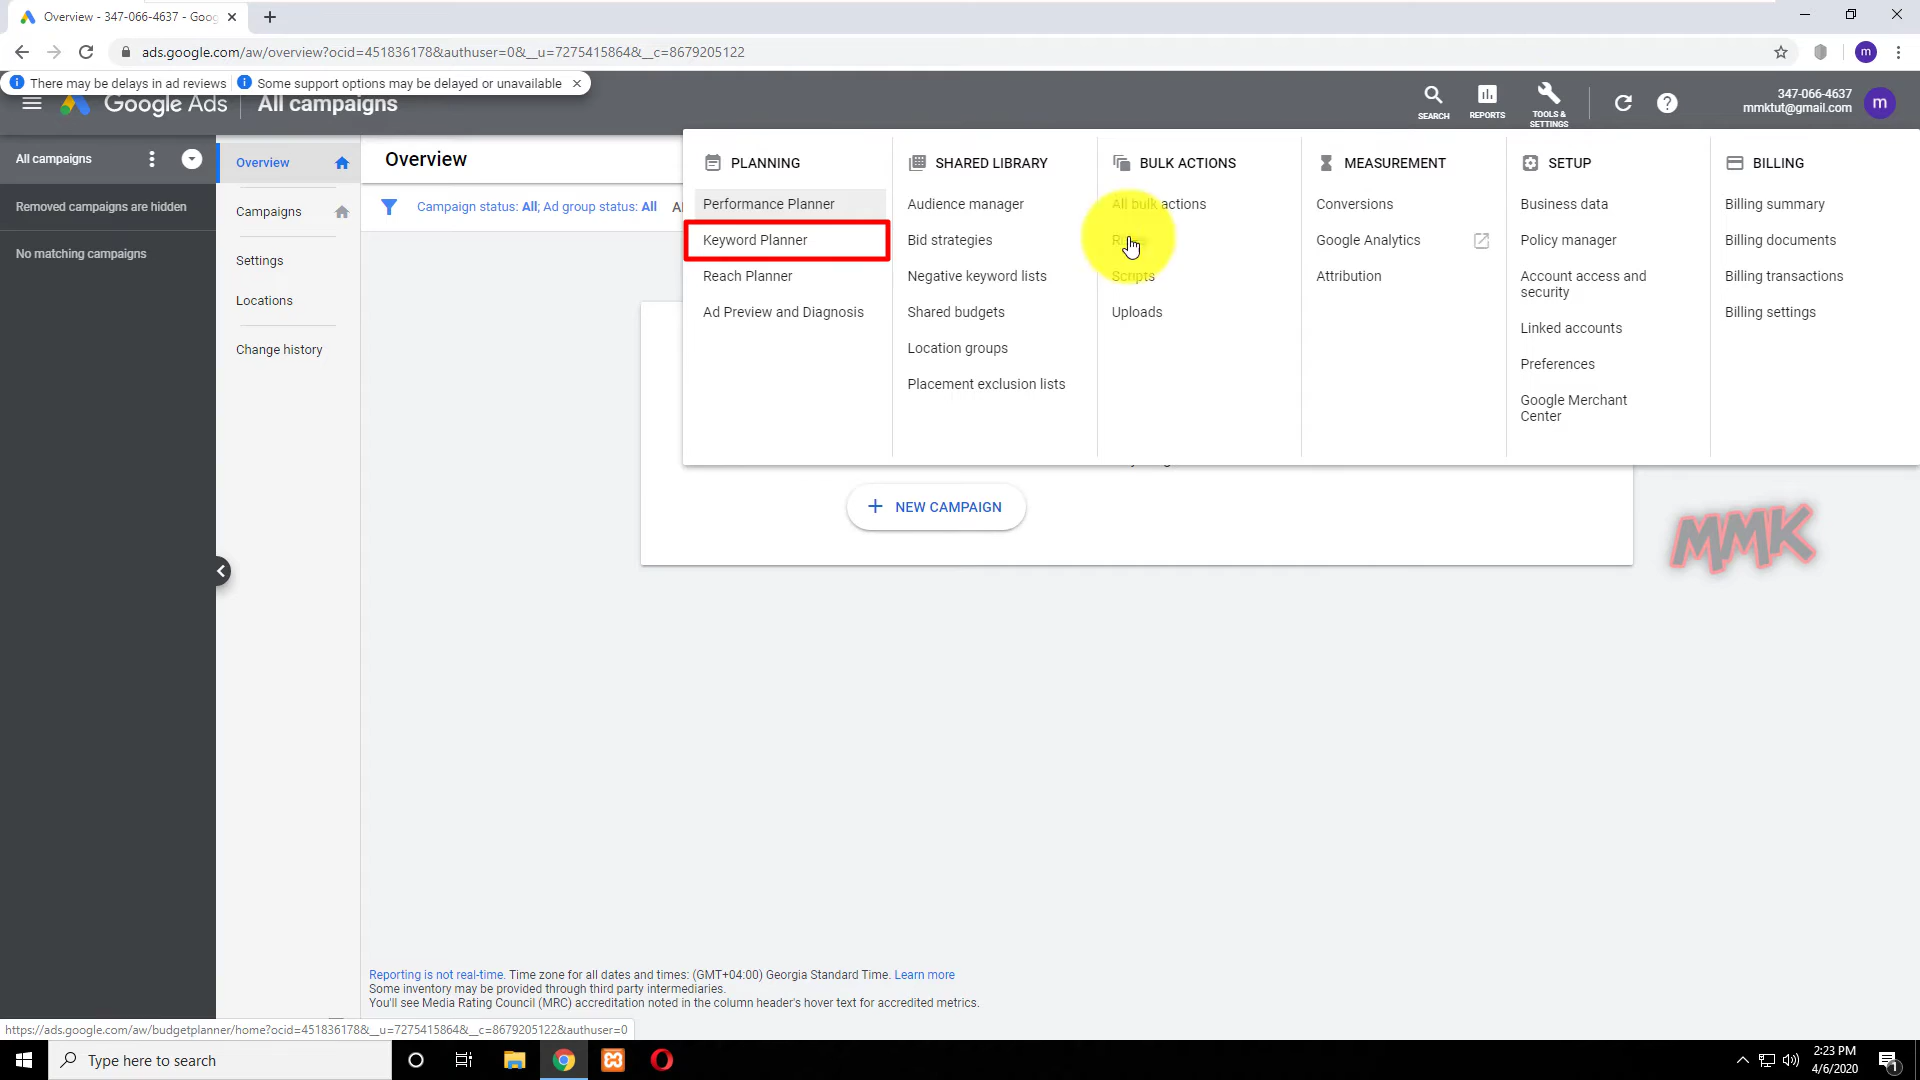 Overview - 347-066-4637 - Goog
ads.google.com/aw/overview?ocid=451836178&authuser=0&__u=7275415864&__c=8679205122
m
There may be delays in ad reviews
Some support options may be delayed or unavailable
Google Ads
All campaigns
SEARCH
REPORTS
TOOLS &
SETTINGS
347-066-4637
mmktut@gmail.com
m
All campaigns
Removed campaigns are hidden
No matching campaigns
Overview
Campaigns
Settings
Locations
Change history
Overview
Campaign status: All; Ad group status: All
PLANNING
Performance Planner
Keyword Planner
Reach Planner
Ad Preview and Diagnosis
SHARED LIBRARY
Audience manager
Bid strategies
Negative keyword lists
Shared budgets
Location groups
Placement exclusion lists
BULK ACTIONS
All bulk actions
Scripts
Uploads
MEASUREMENT
Conversions
Google Analytics
Attribution
SETUP
Business data
Policy manager
Account access and
security
Linked accounts
Preferences
Google Merchant
Center
BILLING
Billing summary
Billing documents
Billing transactions
Billing settings
NEW CAMPAIGN
MMK
Reporting is not real-time. Time zone for all dates and times: (GMT+04:00) Georgia Standard Time. Learn more
Some inventory may be provided through third party intermediaries.
You'll see Media Rating Council (MRC) accreditation noted in the column header's hover text for accredited metrics.
https://ads.google.com/aw/budgetplanner/home?ocid=451836178&__u=7275415864&__c=8679205122&authuser=0
Type here to search
2:23 PM
4/6/2020
1